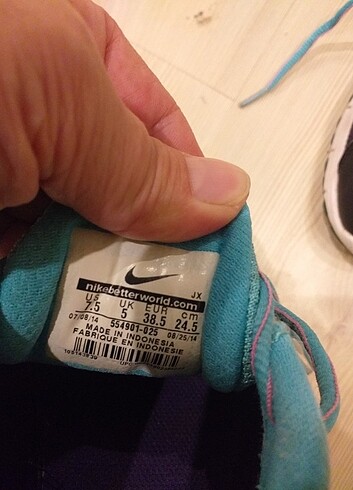 nikebetterworld.com
JX
US UK EUR cm
7.5 5 38.5 24.5
07/08/14 554901-025 08/25/14
MADE IN INDONESIA
FABRIQUE EN INDONESIE